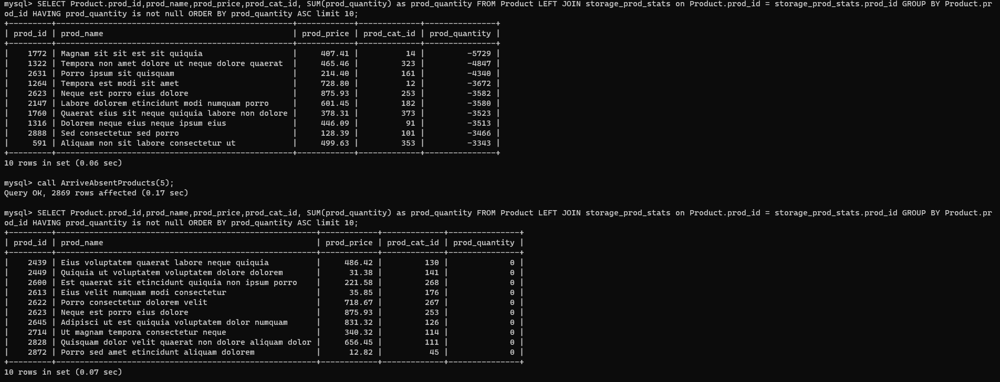 mysql> SELECT Product.prod_id,prod_name,prod_price,prod_cat_id, SUM(prod_quantity) as prod_quantity FROM Product LEFT JOIN storage_prod_stats on Product.prod_id = storage_prod_stats.prod_id GROUP BY Product.pr
od_id HAVING prod_quantity is not null ORDER BY prod_quantity ASC limit 10;
+---------+--------------------------------------------------+------------+-------------+---------------+
| prod_id | prod_name                                        | prod_price | prod_cat_id | prod_quantity |
+---------+--------------------------------------------------+------------+-------------+---------------+
|    1772 | Magnam sit sit est sit quiquia                   |     407.41 |          14 |         -5729 |
|    1322 | Tempora non amet dolore ut neque dolore quaerat  |     465.46 |         323 |         -4847 |
|    2631 | Porro ipsum sit quisquam                         |     214.40 |         161 |         -4340 |
|    1264 | Tempora est modi sit amet                        |     728.80 |          12 |         -3672 |
|    2623 | Neque est porro eius dolore                      |     875.93 |         253 |         -3582 |
|    2147 | Labore dolorem etincidunt modi numquam porro     |     601.45 |         182 |         -3580 |
|    1760 | Quaerat eius sit neque quiquia labore non dolore |     378.31 |         373 |         -3523 |
|    1316 | Dolorem neque eius neque ipsum eius              |     446.09 |          91 |         -3513 |
|    2888 | Sed consectetur sed porro                        |     128.39 |         101 |         -3466 |
|     591 | Aliquam non sit labore consectetur ut            |     499.63 |         353 |         -3343 |
+---------+--------------------------------------------------+------------+-------------+---------------+
10 rows in set (0.06 sec)

mysql> call ArriveAbsentProducts(5);
Query OK, 2869 rows affected (0.17 sec)

mysql> SELECT Product.prod_id,prod_name,prod_price,prod_cat_id, SUM(prod_quantity) as prod_quantity FROM Product LEFT JOIN storage_prod_stats on Product.prod_id = storage_prod_stats.prod_id GROUP BY Product.pr
od_id HAVING prod_quantity is not null ORDER BY prod_quantity ASC limit 10;
+---------+-------------------------------------------------------+------------+-------------+---------------+
| prod_id | prod_name                                             | prod_price | prod_cat_id | prod_quantity |
+---------+-------------------------------------------------------+------------+-------------+---------------+
|    2439 | Eius voluptatem quaerat labore neque quiquia          |     486.42 |         130 |             0 |
|    2449 | Quiquia ut voluptatem voluptatem dolore dolorem       |      31.38 |         141 |             0 |
|    2600 | Est quaerat sit etincidunt quiquia non ipsum porro    |     221.58 |         268 |             0 |
|    2613 | Eius velit numquam modi consectetur                   |      35.85 |         176 |             0 |
|    2622 | Porro consectetur dolorem velit                       |     718.67 |         267 |             0 |
|    2623 | Neque est porro eius dolore                           |     875.93 |         253 |             0 |
|    2645 | Adipisci ut est quiquia voluptatem dolor numquam      |     831.32 |         126 |             0 |
|    2714 | Ut magnam tempora consectetur neque                   |     340.32 |         114 |             0 |
|    2828 | Quisquam dolor velit quaerat non dolore aliquam dolor |     656.45 |         111 |             0 |
|    2872 | Porro sed amet etincidunt aliquam dolorem             |      12.82 |          45 |             0 |
+---------+-------------------------------------------------------+------------+-------------+---------------+
10 rows in set (0.07 sec)